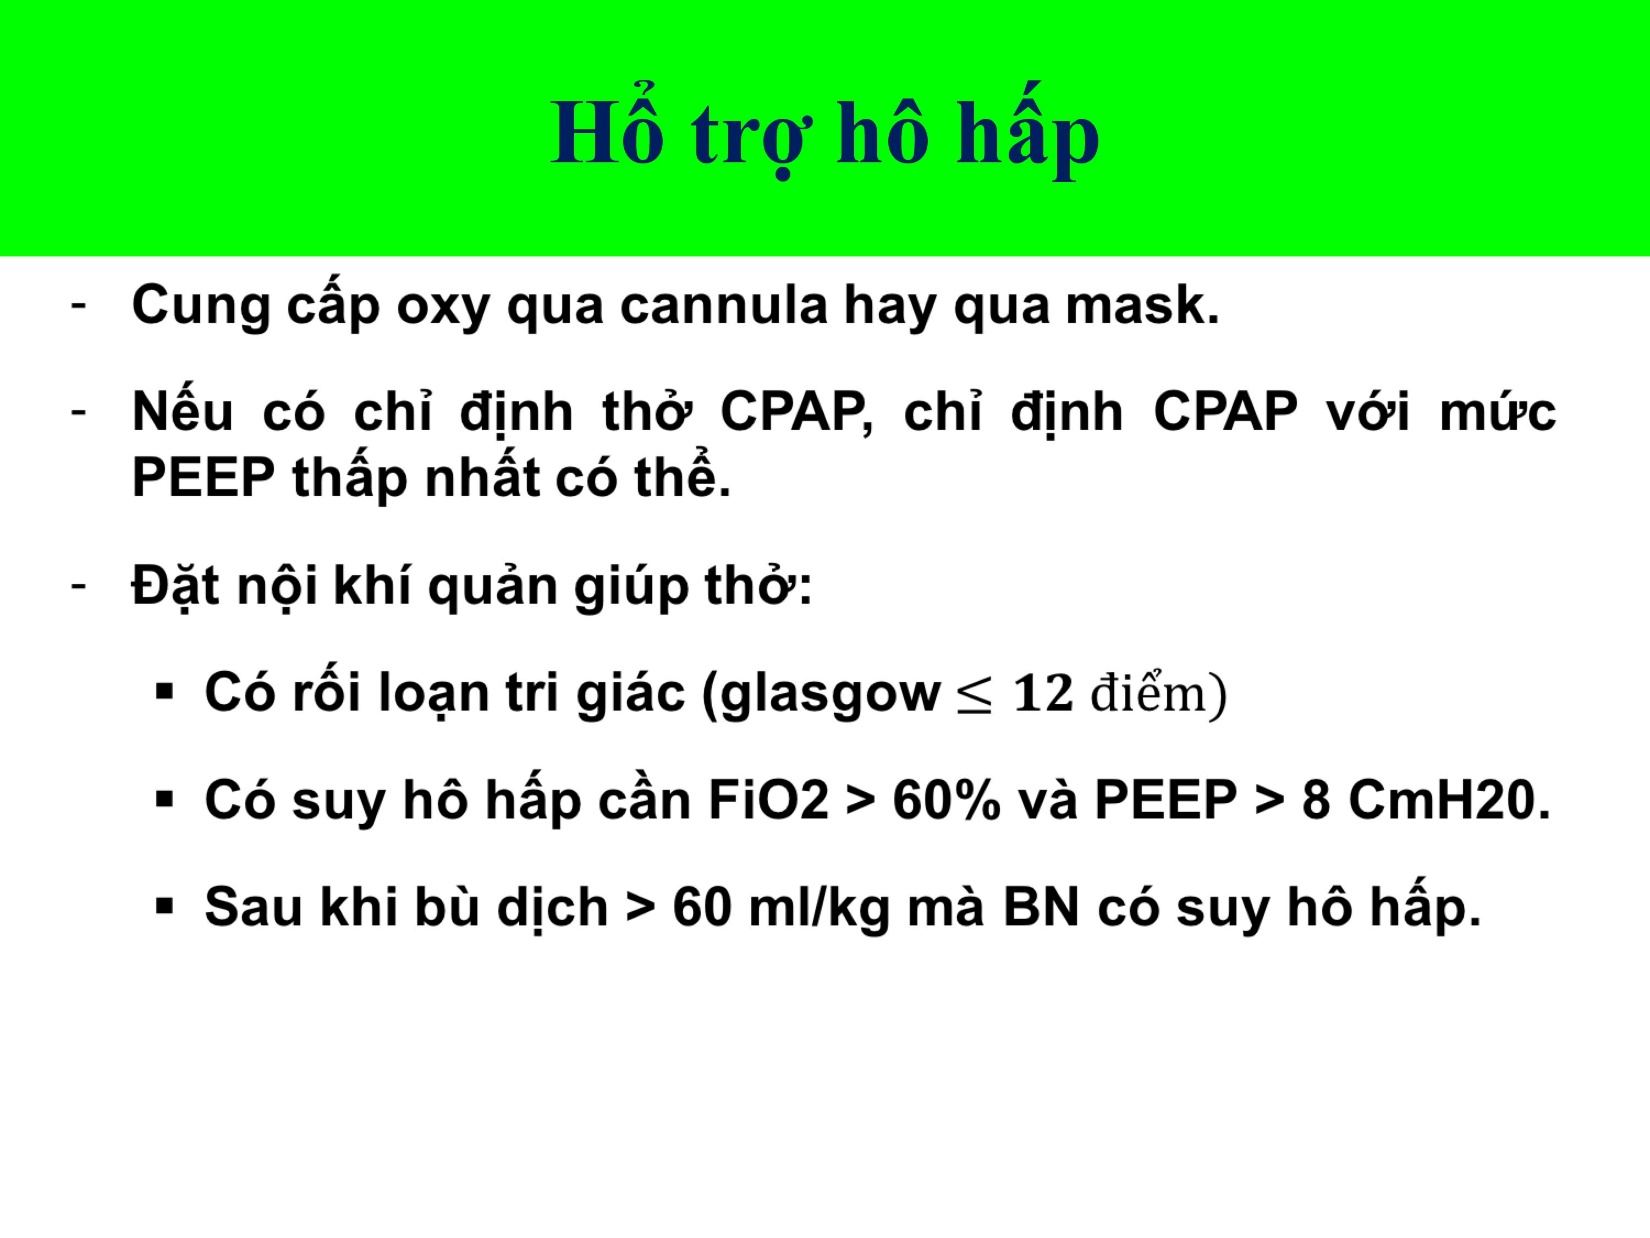 Hổ trợ hô hấp
- Cung cấp oxy qua cannula hay qua mask.
- Nếu có chỉ định thở CPAP, chỉ định CPAP với mức
PEEP thấp nhất có thể.
- Đặt nội khí quản giúp thở:
▪ Có rối loạn tri giác (glasgow ≤ 12 điểm)
▪ Có suy hô hấp cần FiO2 > 60% và PEEP > 8 CmH20.
▪ Sau khi bù dịch > 60 ml/kg mà BN có suy hô hấp.